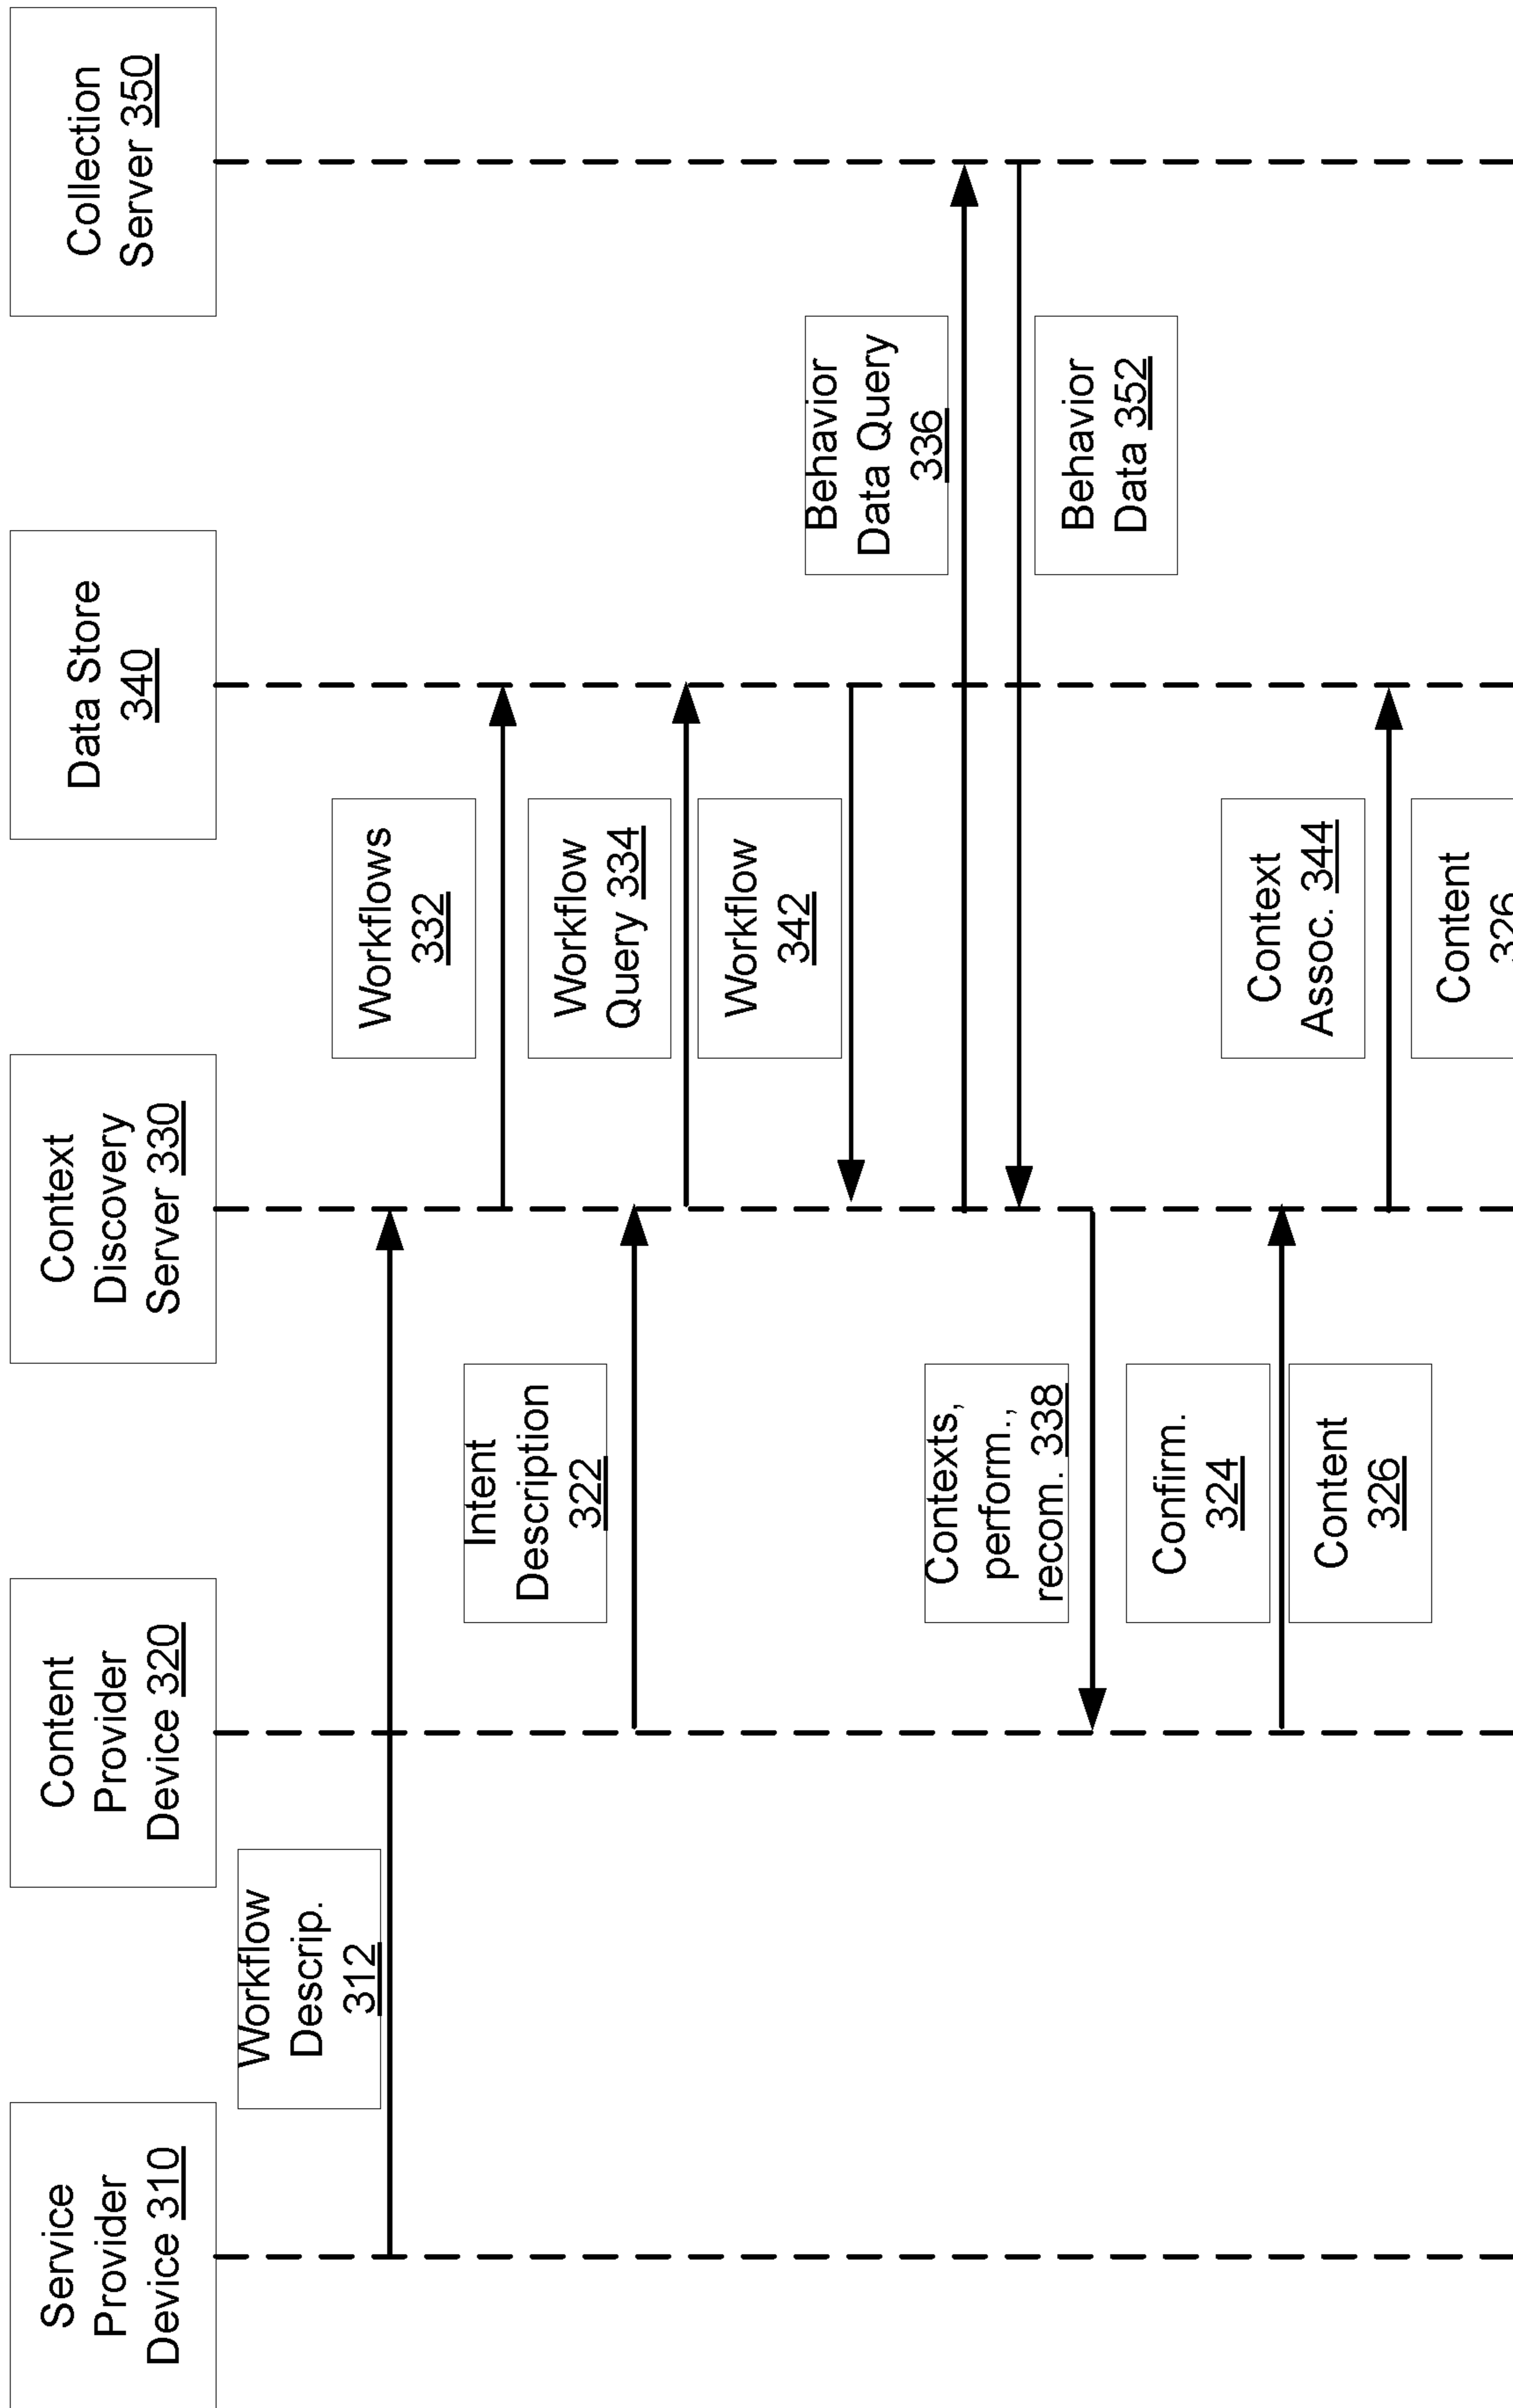 Service
Provider
Device 310
Content
Provider
Device 320
Context
Discovery
Server 330
Data Store
340
Collection
Server 350
Workflow
Descrip.
312
Workflows
332
Intent
Description
322
Workflow
Query 334
Workflow
342
Behavior
Data Query
336
Behavior
Data 352
Contexts,
perform.,
recom. 338
Confirm.
324
Content
326
Context
Assoc. 344
Content
326